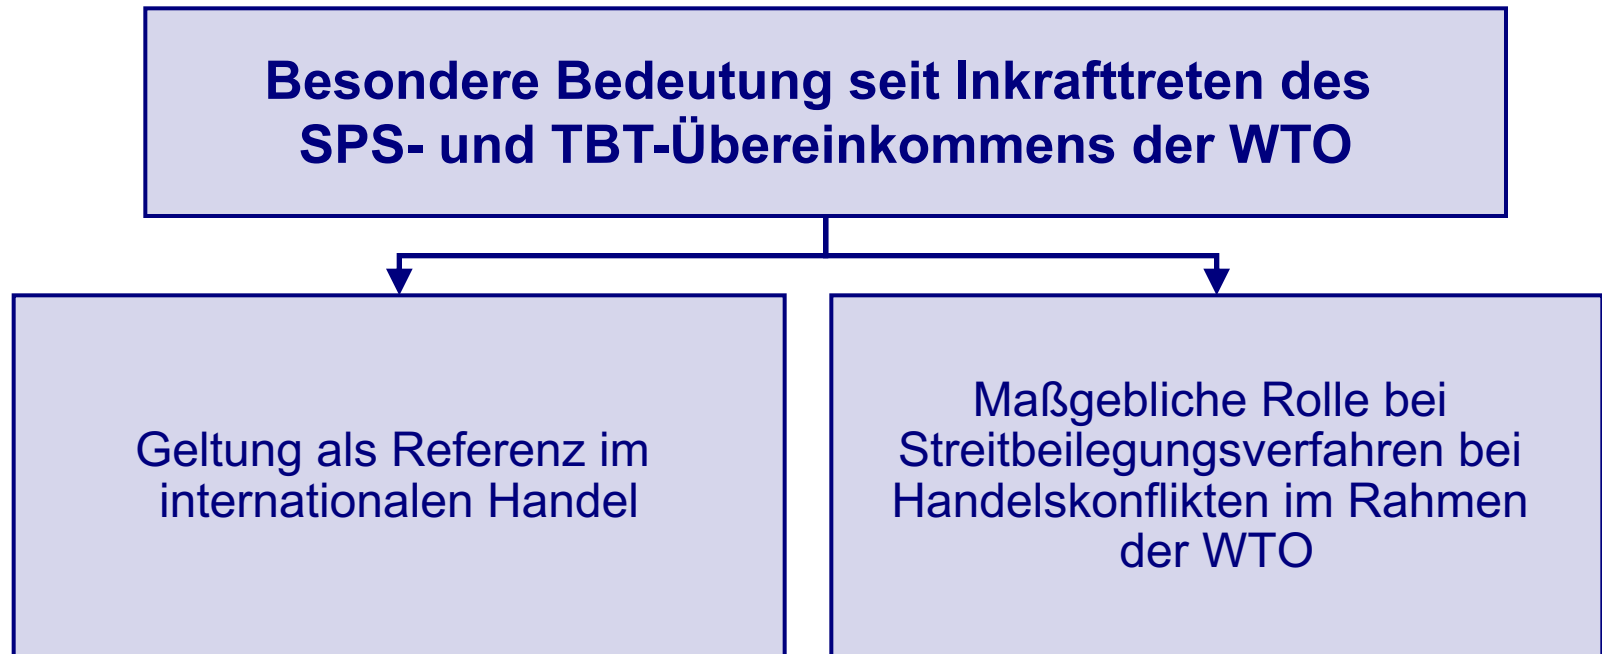 Besondere Bedeutung seit Inkrafttreten des
SPS- und TBT-Übereinkommens der WTO
Geltung als Referenz im
internationalen Handel
Maßgebliche Rolle bei
Streitbeilegungsverfahren bei
Handelskonflikten im Rahmen
der WTO